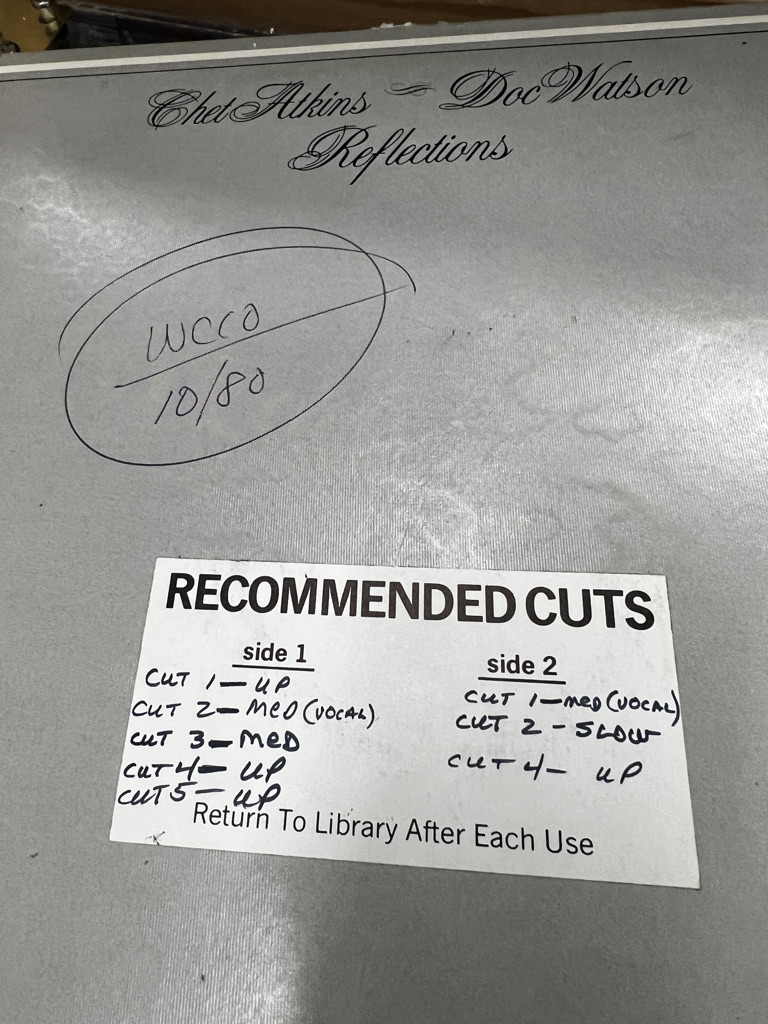 Chet Atkins ~ Doc Watson
Reflections
WCCO
10/80
RECOMMENDED CUTS
side 1
CUT 1 — UP
CUT 2 — MED (VOCAL)
CUT 3 — MED
CUT 4 — UP
CUT 5 — UP
side 2
CUT 1 — MED (VOCAL)
CUT 2 - SLOW
CUT 4 — UP
Return To Library After Each Use